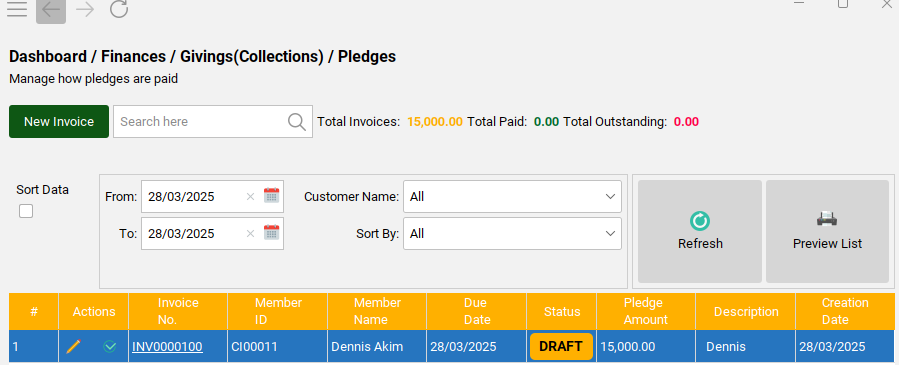 Dashboard / Finances / Givings(Collections) / Pledges
Manage how pledges are paid
New Invoice Search here Total Invoices: 15,000.00 Total Paid: 0.00 Total Outstanding: 0.00
Sort Data
From: 28/03/2025 Customer Name: All
To: 28/03/2025 Sort By: All
Refresh Preview List
# Actions Invoice No. Member ID Member Name Due Date Status Pledge Amount Description Creation Date
1 INV0000100 CI00011 Dennis Akim 28/03/2025 DRAFT 15,000.00 Dennis 28/03/2025